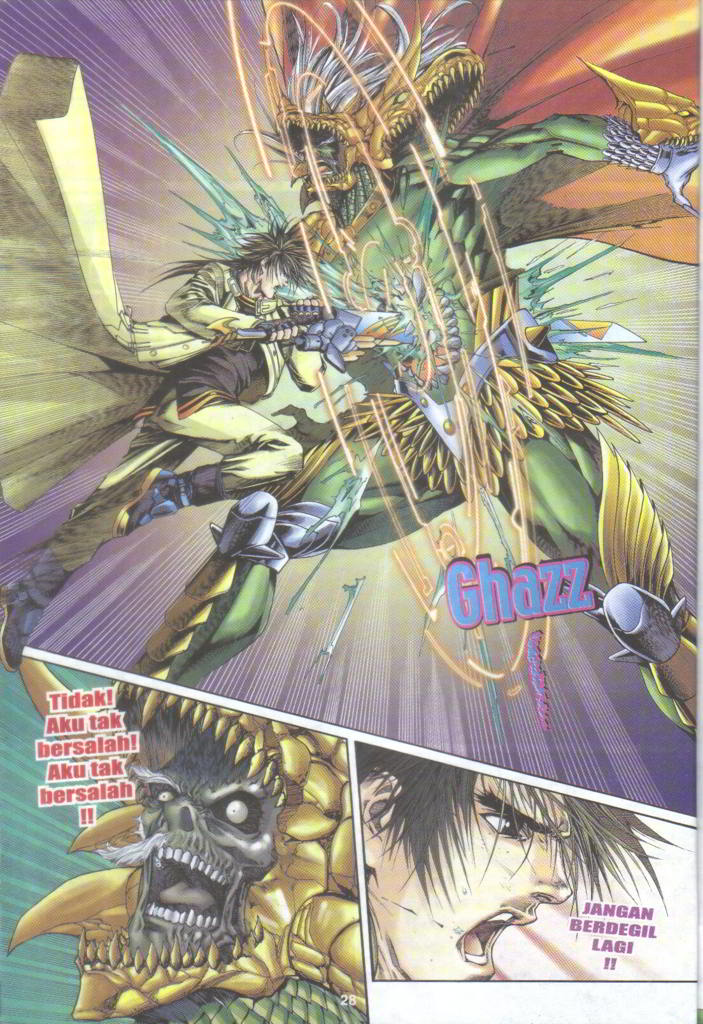 Ghazz
Tidak!
Aku tak
bersalah!
Aku tak
bersalah
!!
JANGAN
BERDEGIL
LAGI
!!
28